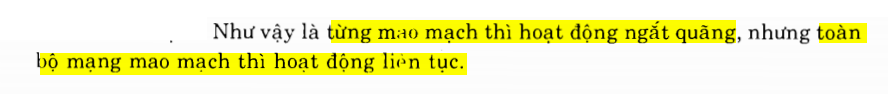 Như vậy là từng mao mạch thì hoạt động ngắt quãng, nhưng toàn
bộ mạng mao mạch thì hoạt động liên tục.